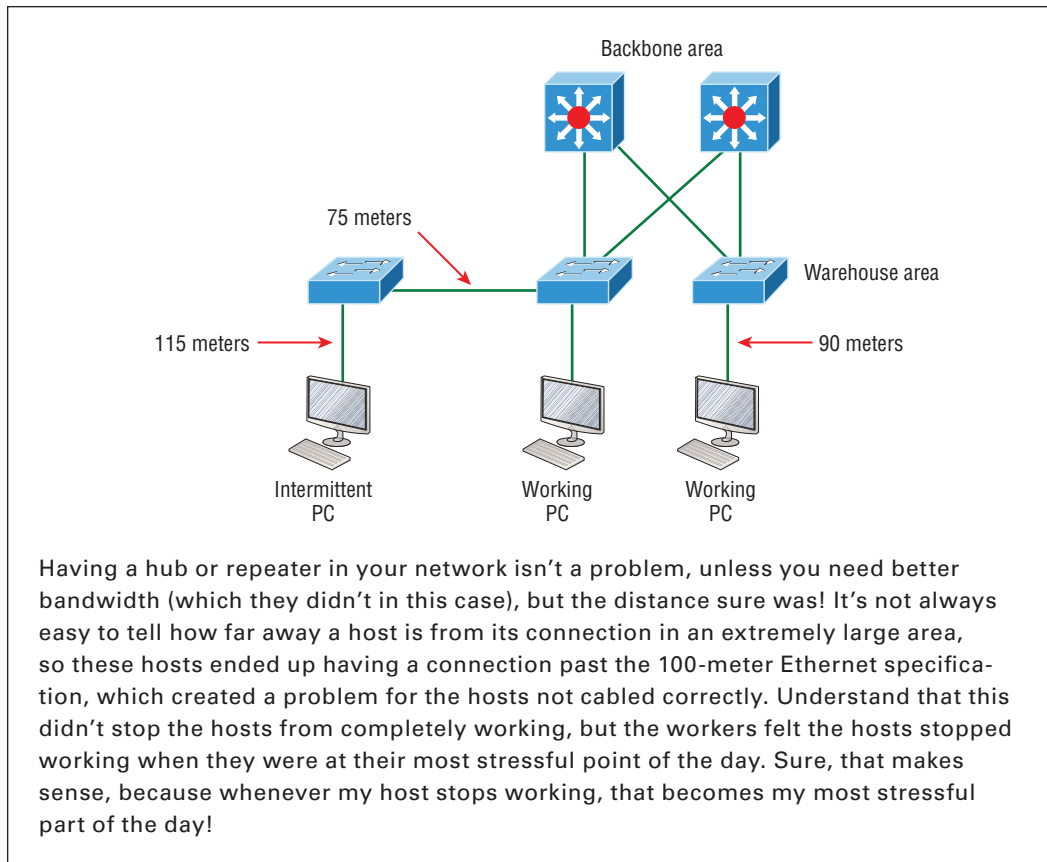 Backbone area
75 meters
Warehouse area
115 meters
90 meters
Intermittent
PC
Working
PC
Working
PC
Having a hub or repeater in your network isn’t a problem, unless you need better
bandwidth (which they didn’t in this case), but the distance sure was! It’s not always
easy to tell how far away a host is from its connection in an extremely large area,
so these hosts ended up having a connection past the 100-meter Ethernet specifica-
tion, which created a problem for the hosts not cabled correctly. Understand that this
didn’t stop the hosts from completely working, but the workers felt the hosts stopped
working when they were at their most stressful point of the day. Sure, that makes
sense, because whenever my host stops working, that becomes my most stressful
part of the day!